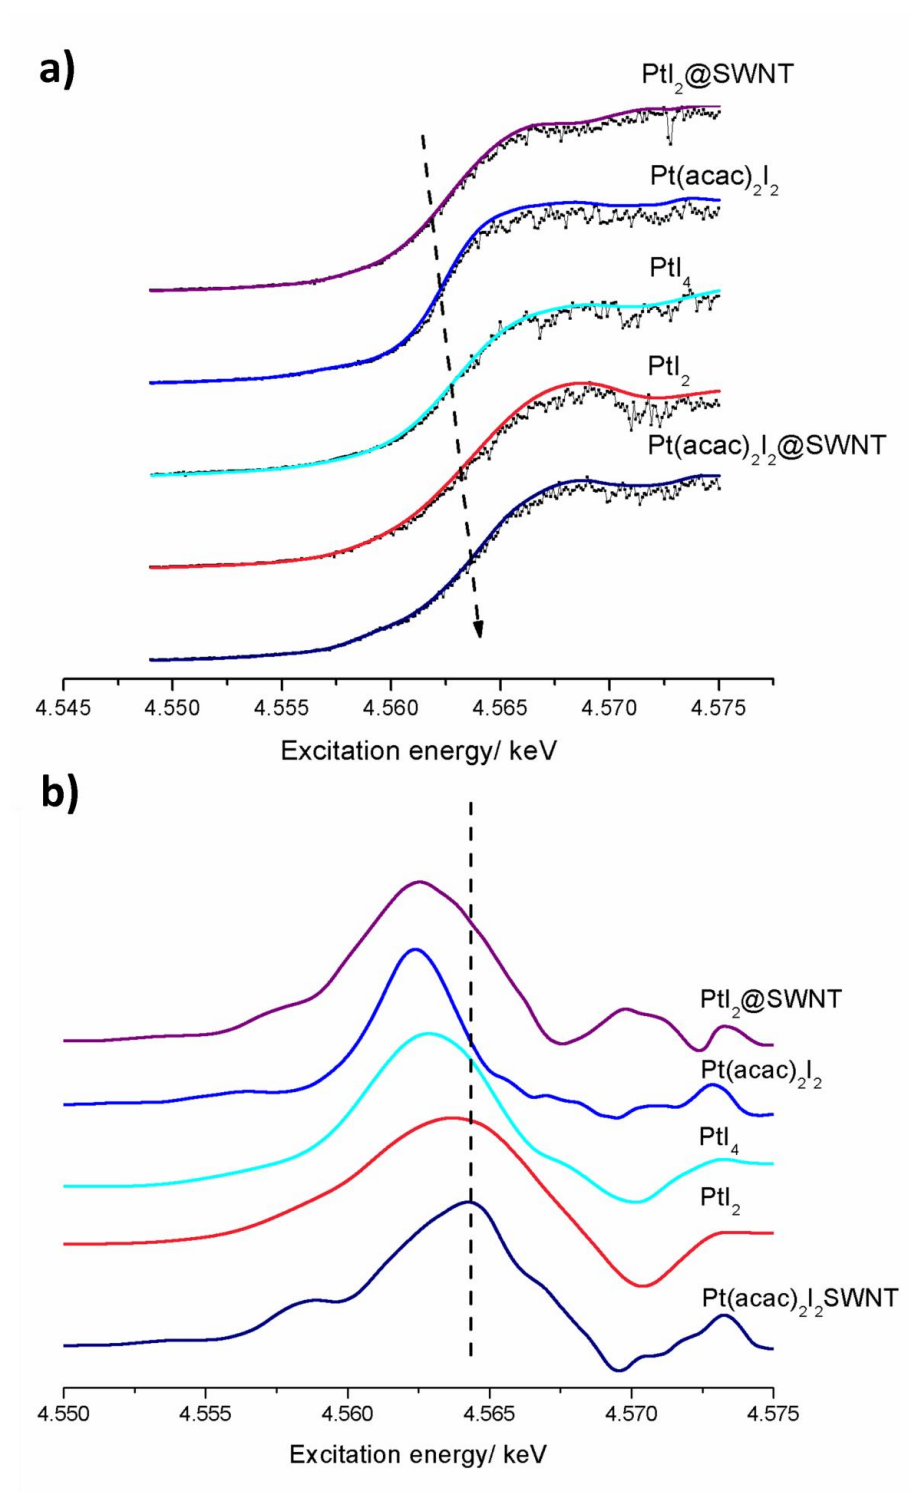 a)
PtI2@SWNT
Pt(acac)2I2
PtI4
PtI2
Pt(acac)2I2@SWNT
4.545 4.550 4.555 4.560 4.565 4.570 4.575
Excitation energy/ keV
b)
PtI2@SWNT
Pt(acac)2I2
PtI4
PtI2
Pt(acac)2I2SWNT
4.550 4.555 4.560 4.565 4.570 4.575
Excitation energy/ keV